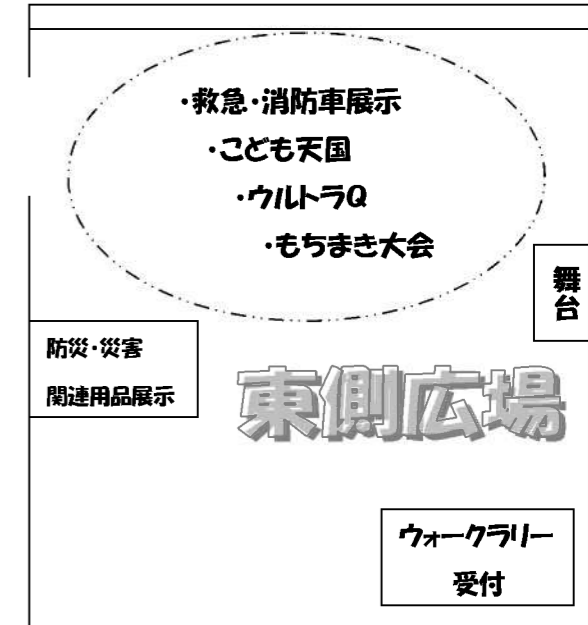 ・救急・消防車展示
・こども天国
・ウルトラQ
・もちまき大会
舞台
防災・災害
関連用品展示
東側広場
ウォークラリー
受付